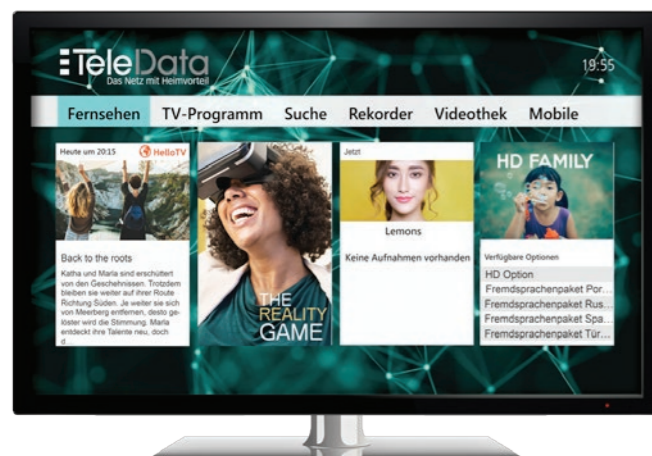 TeleData
Das Netz mit Heimvorteil
19:55
Fernsehen TV-Programm Suche Rekorder Videothek Mobile
Heute um 20:15 HelloTV
Back to the roots
Katha und Marla sind erschüttert
von den Geschehnissen. Trotzdem
bleiben sie weiter auf ihrer Route
Richtung Süden. Je weiter sie sich
von Meerberg entfernen, desto ge-
löster wird die Stimmung. Marla
entdeckt ihre Talente neu, doch
d...
THE
REALITY
GAME
Jetzt
Lemons
Keine Aufnahmen vorhanden
HD FAMILY
Verfügbare Optionen
HD Option
Fremdsprachenpaket Por...
Fremdsprachenpaket Rus...
Fremdsprachenpaket Spa...
Fremdsprachenpaket Tür...